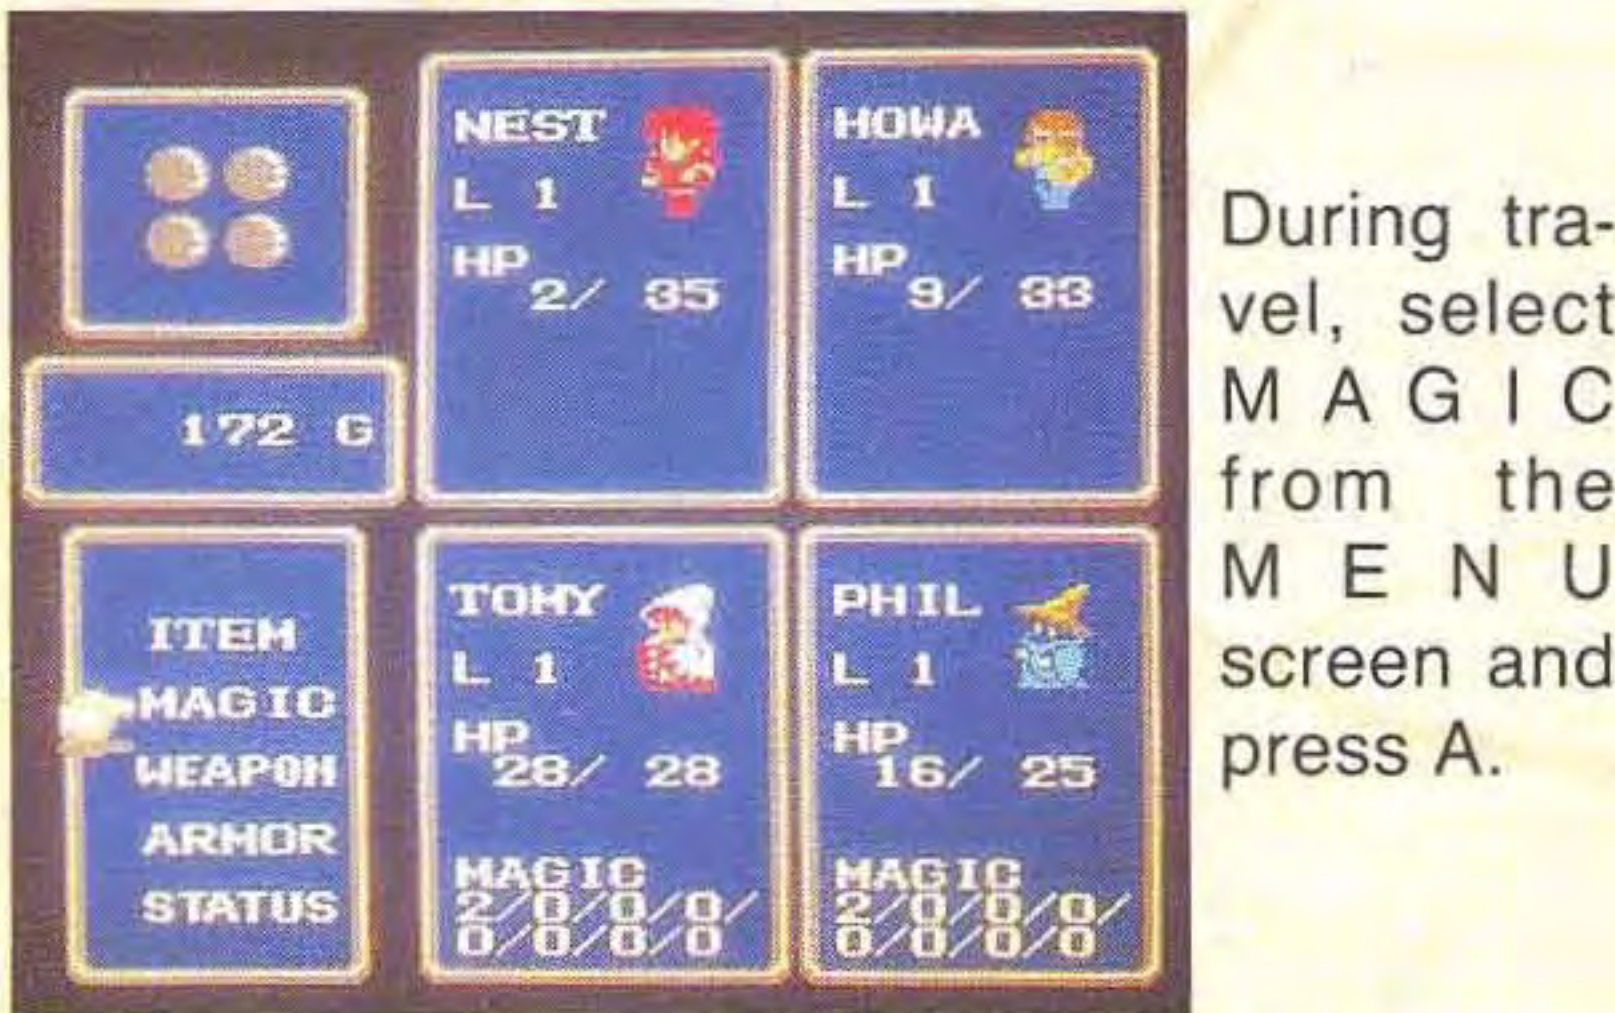 NEST
L 1
HP
2/ 35
HOWA
L 1
HP
9/ 33
172 G
ITEM
MAGIC
WEAPON
ARMOR
STATUS
TOMY
L 1
HP
28/ 28
MAGIC
2/0/0/0/
0/0/0/0
PHIL
L 1
HP
16/ 25
MAGIC
2/0/0/0/
0/0/0/0
During tra-
vel, select
M A G I C
from the
M E N U
screen and
press A.